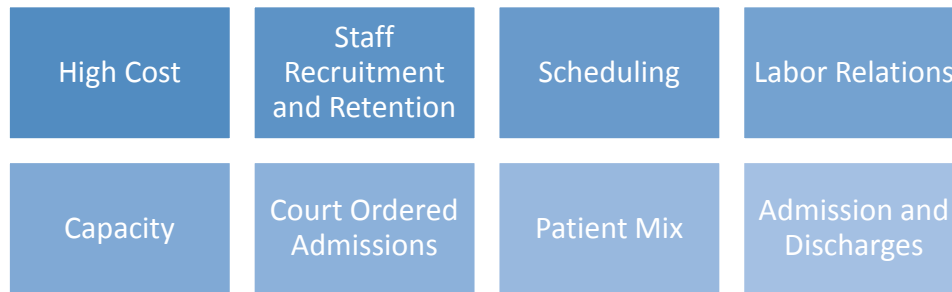 High Cost
Staff
Recruitment
and Retention
Scheduling
Labor Relations
Capacity
Court Ordered
Admissions
Patient Mix
Admission and
Discharges